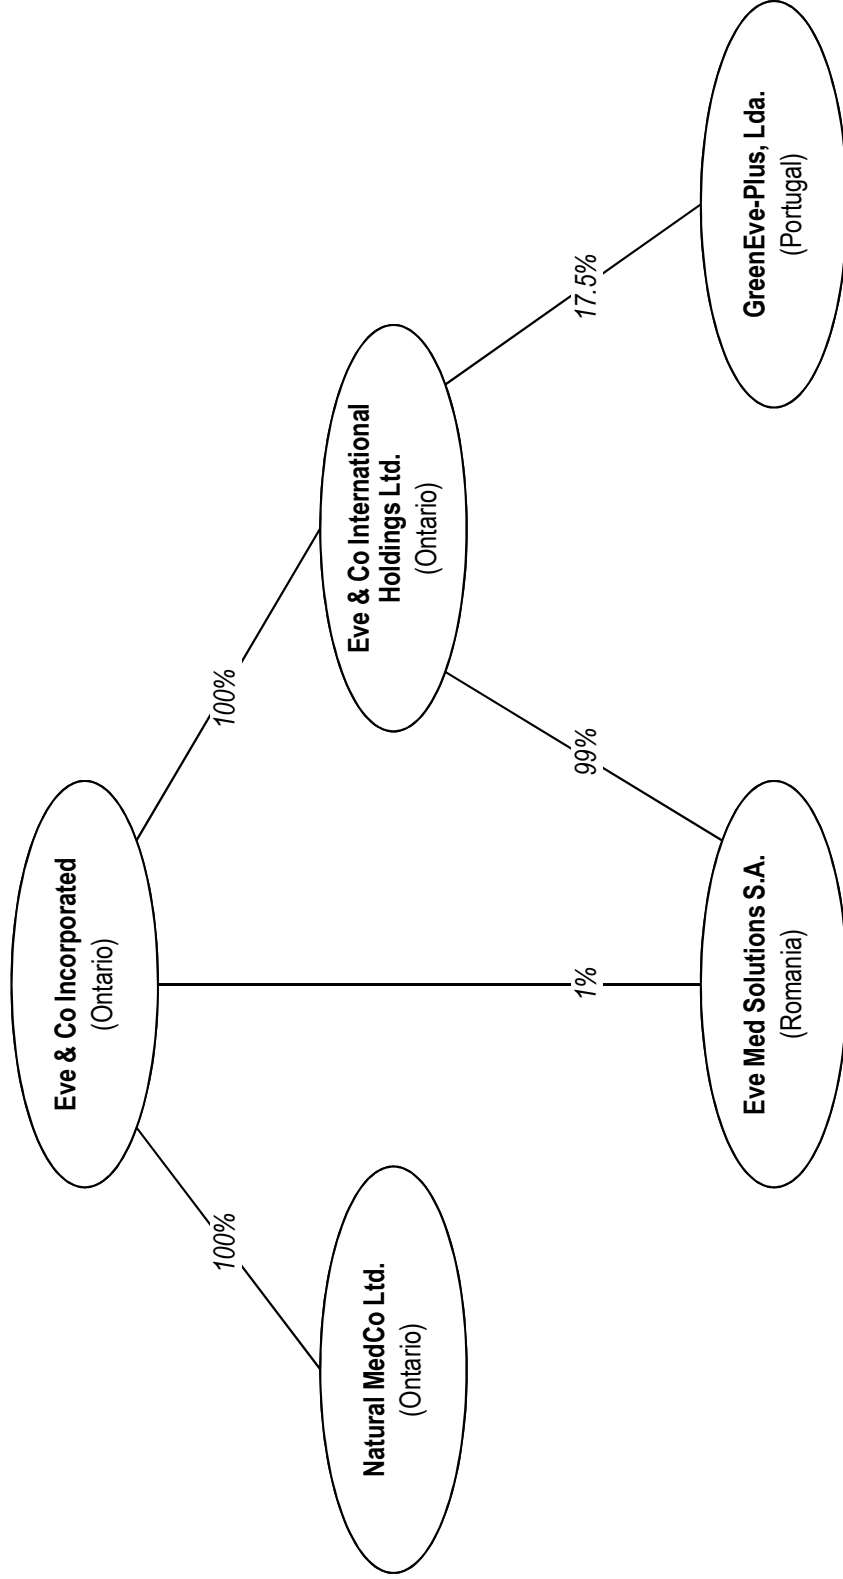 Eve & Co Incorporated
(Ontario)
100%
100%
Natural MedCo Ltd.
(Ontario)
Eve & Co International
Holdings Ltd.
(Ontario)
1%
99%
17.5%
Eve Med Solutions S.A.
(Romania)
GreenEve-Plus, Lda.
(Portugal)